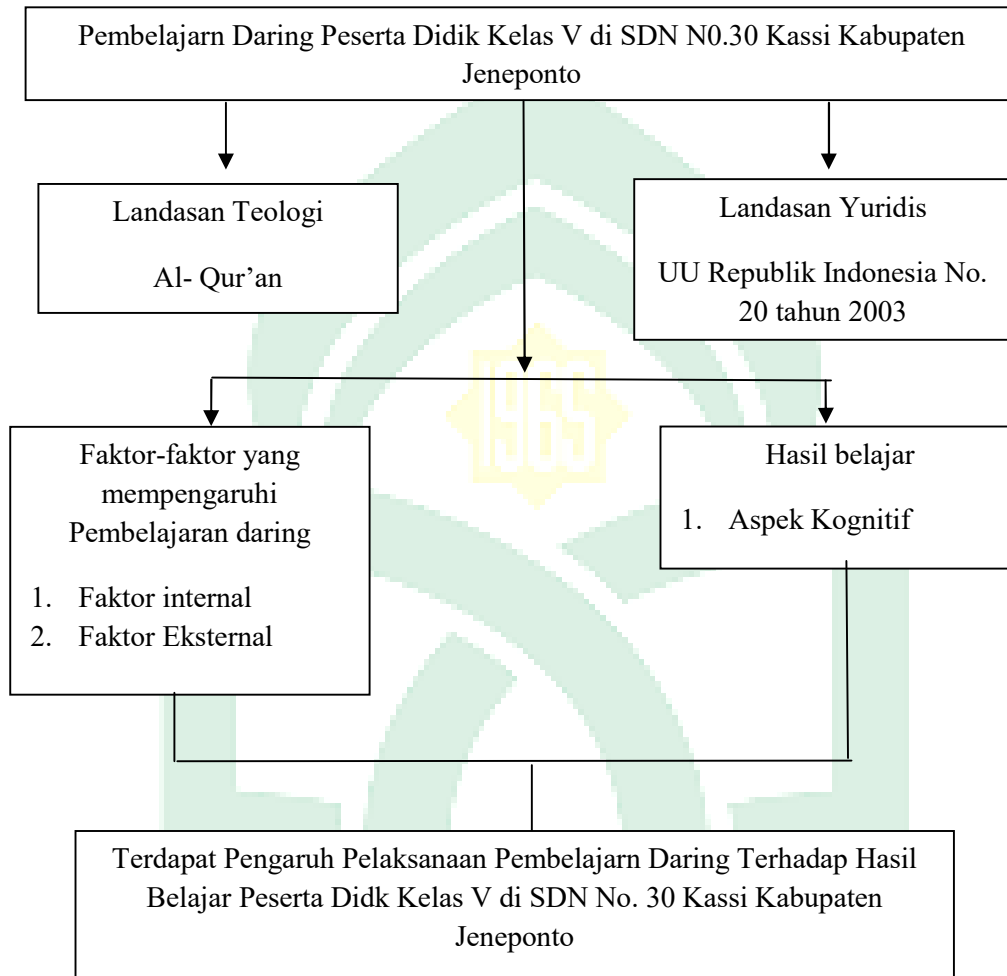 Pembelajarn Daring Peserta Didik Kelas V di SDN N0.30 Kassi Kabupaten
Jeneponto
Landasan Teologi
Al- Qur’an
Landasan Yuridis
UU Republik Indonesia No.
20 tahun 2003
1965
Faktor-faktor yang
mempengaruhi
Pembelajaran daring
1. Faktor internal
2. Faktor Eksternal
Hasil belajar
1. Aspek Kognitif
Terdapat Pengaruh Pelaksanaan Pembelajarn Daring Terhadap Hasil
Belajar Peserta Didk Kelas V di SDN No. 30 Kassi Kabupaten
Jeneponto